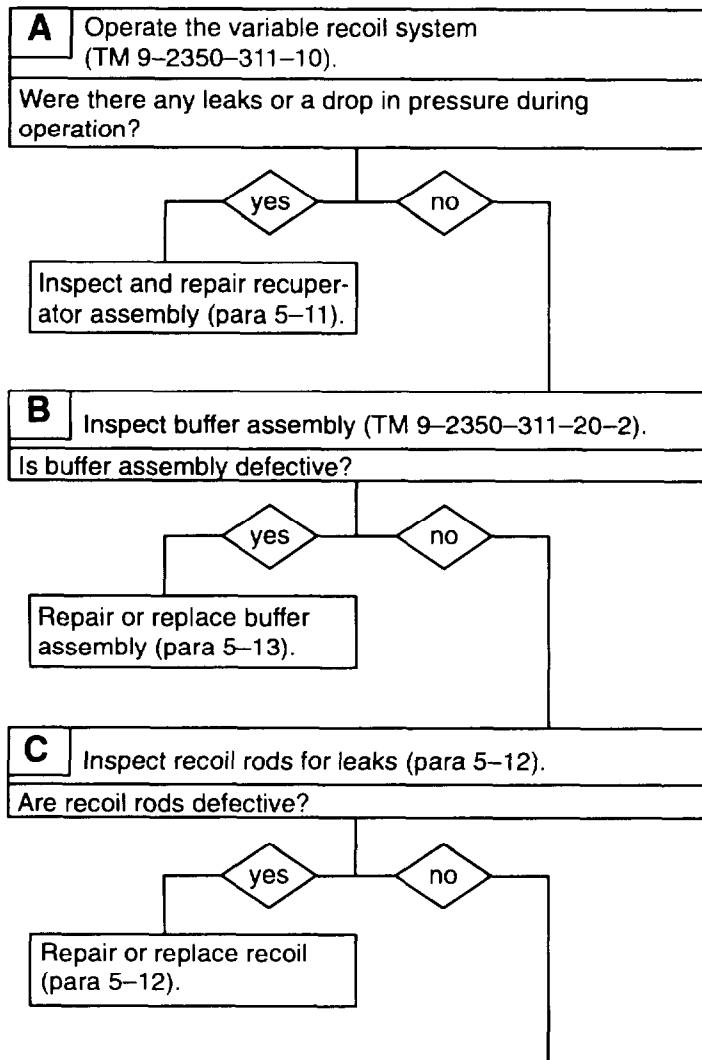 A Operate the variable recoil system
(TM 9–2350–311–10).
Were there any leaks or a drop in pressure during
operation?
yes no
Inspect and repair recuper-
ator assembly (para 5–11).
B Inspect buffer assembly (TM 9–2350–311–20–2).
Is buffer assembly defective?
yes no
Repair or replace buffer
assembly (para 5–13).
C Inspect recoil rods for leaks (para 5–12).
Are recoil rods defective?
yes no
Repair or replace recoil
(para 5–12).